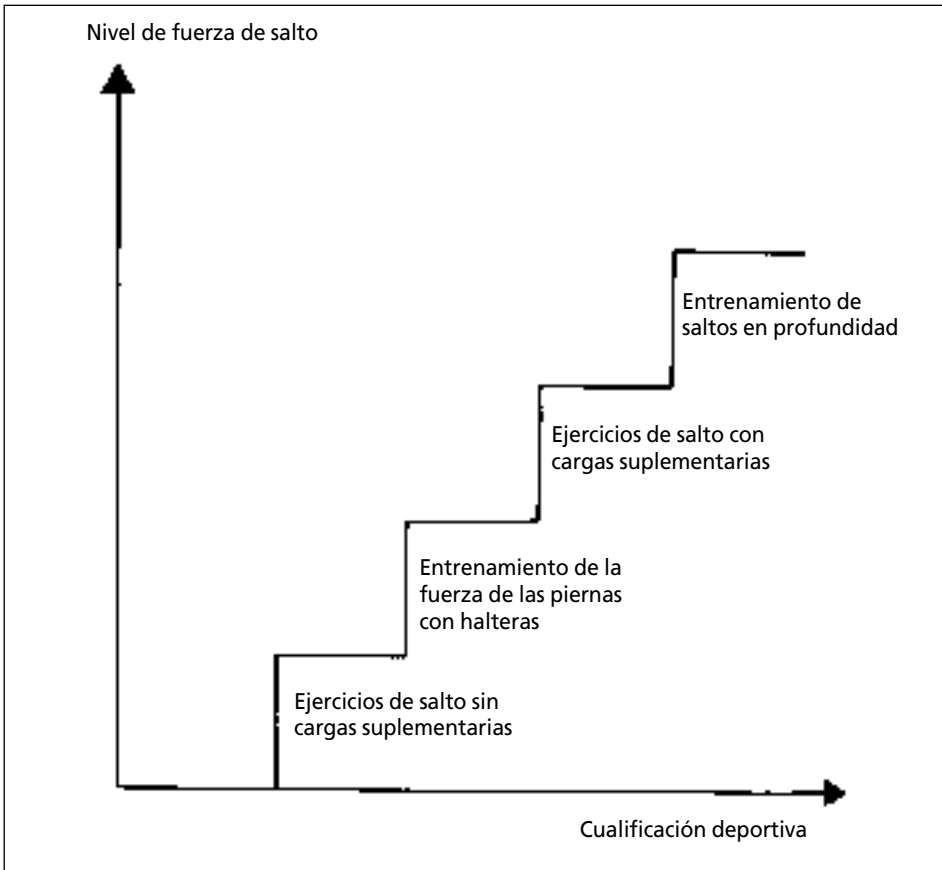 Nivel de fuerza de salto
Entrenamiento de
saltos en profundidad
Ejercicios de salto con
cargas suplementarias
Entrenamiento de la
fuerza de las piernas
con halteras
Ejercicios de salto sin
cargas suplementarias
Cualificación deportiva